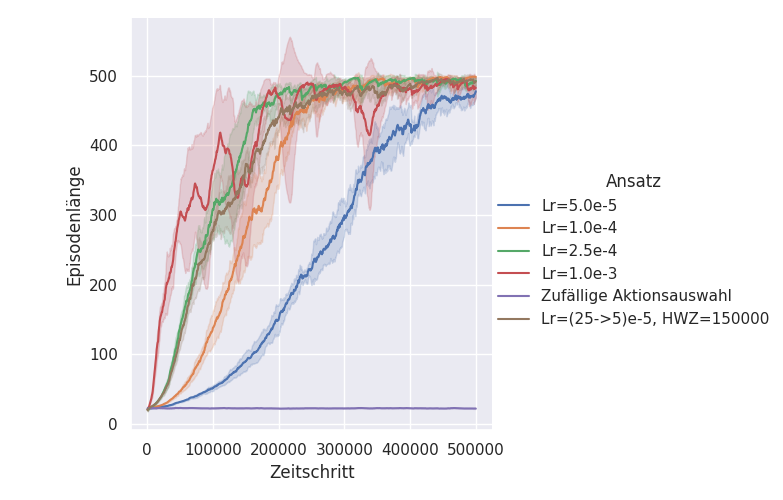 500
400
300
200
100
0
Episodenlänge
0 100000 200000 300000 400000 500000
Zeitschritt
Ansatz
Lr=5.0e-5
Lr=1.0e-4
Lr=2.5e-4
Lr=1.0e-3
Zufällige Aktionsauswahl
Lr=(25->5)e-5, HWZ=150000